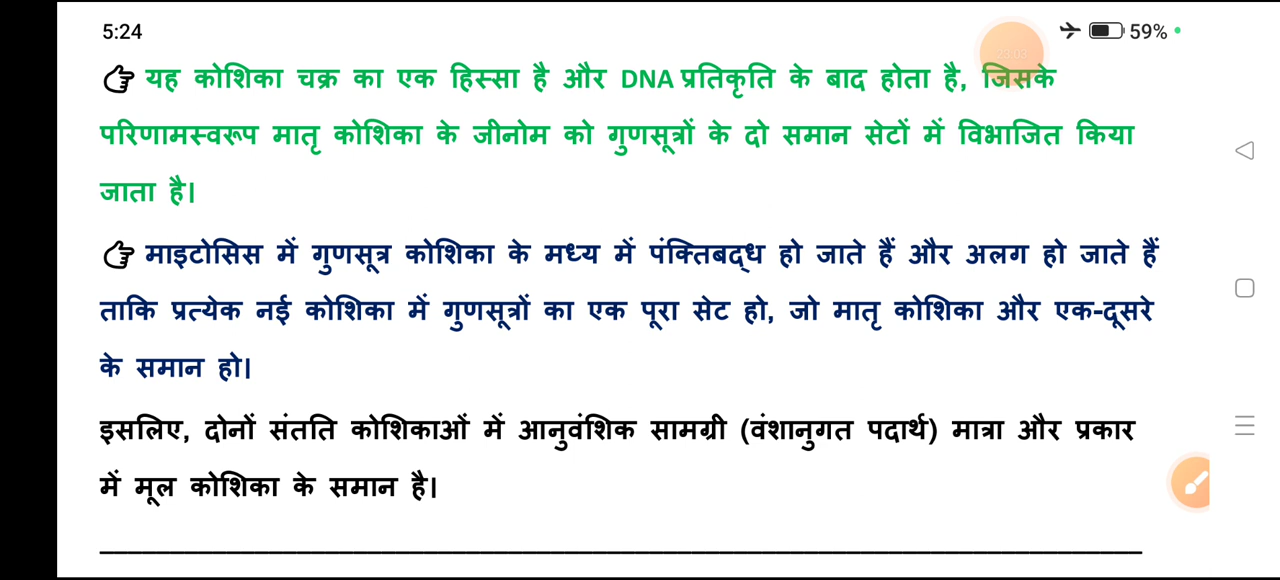 5:24
59%
यह कोशिका चक्र का एक हिस्सा है और DNA प्रतिकृति के बाद होता है, जिसके
परिणामस्वरूप मातृ कोशिका के जीनोम को गुणसूत्रों के दो समान सेटों में विभाजित किया
जाता है।
माइटोसिस में गुणसूत्र कोशिका के मध्य में पंक्तिबद्ध हो जाते हैं और अलग हो जाते हैं
ताकि प्रत्येक नई कोशिका में गुणसूत्रों का एक पूरा सेट हो, जो मातृ कोशिका और एक-दूसरे
के समान हो।
इसलिए, दोनों संतति कोशिकाओं में आनुवंशिक सामग्री (वंशानुगत पदार्थ) मात्रा और प्रकार
में मूल कोशिका के समान है।